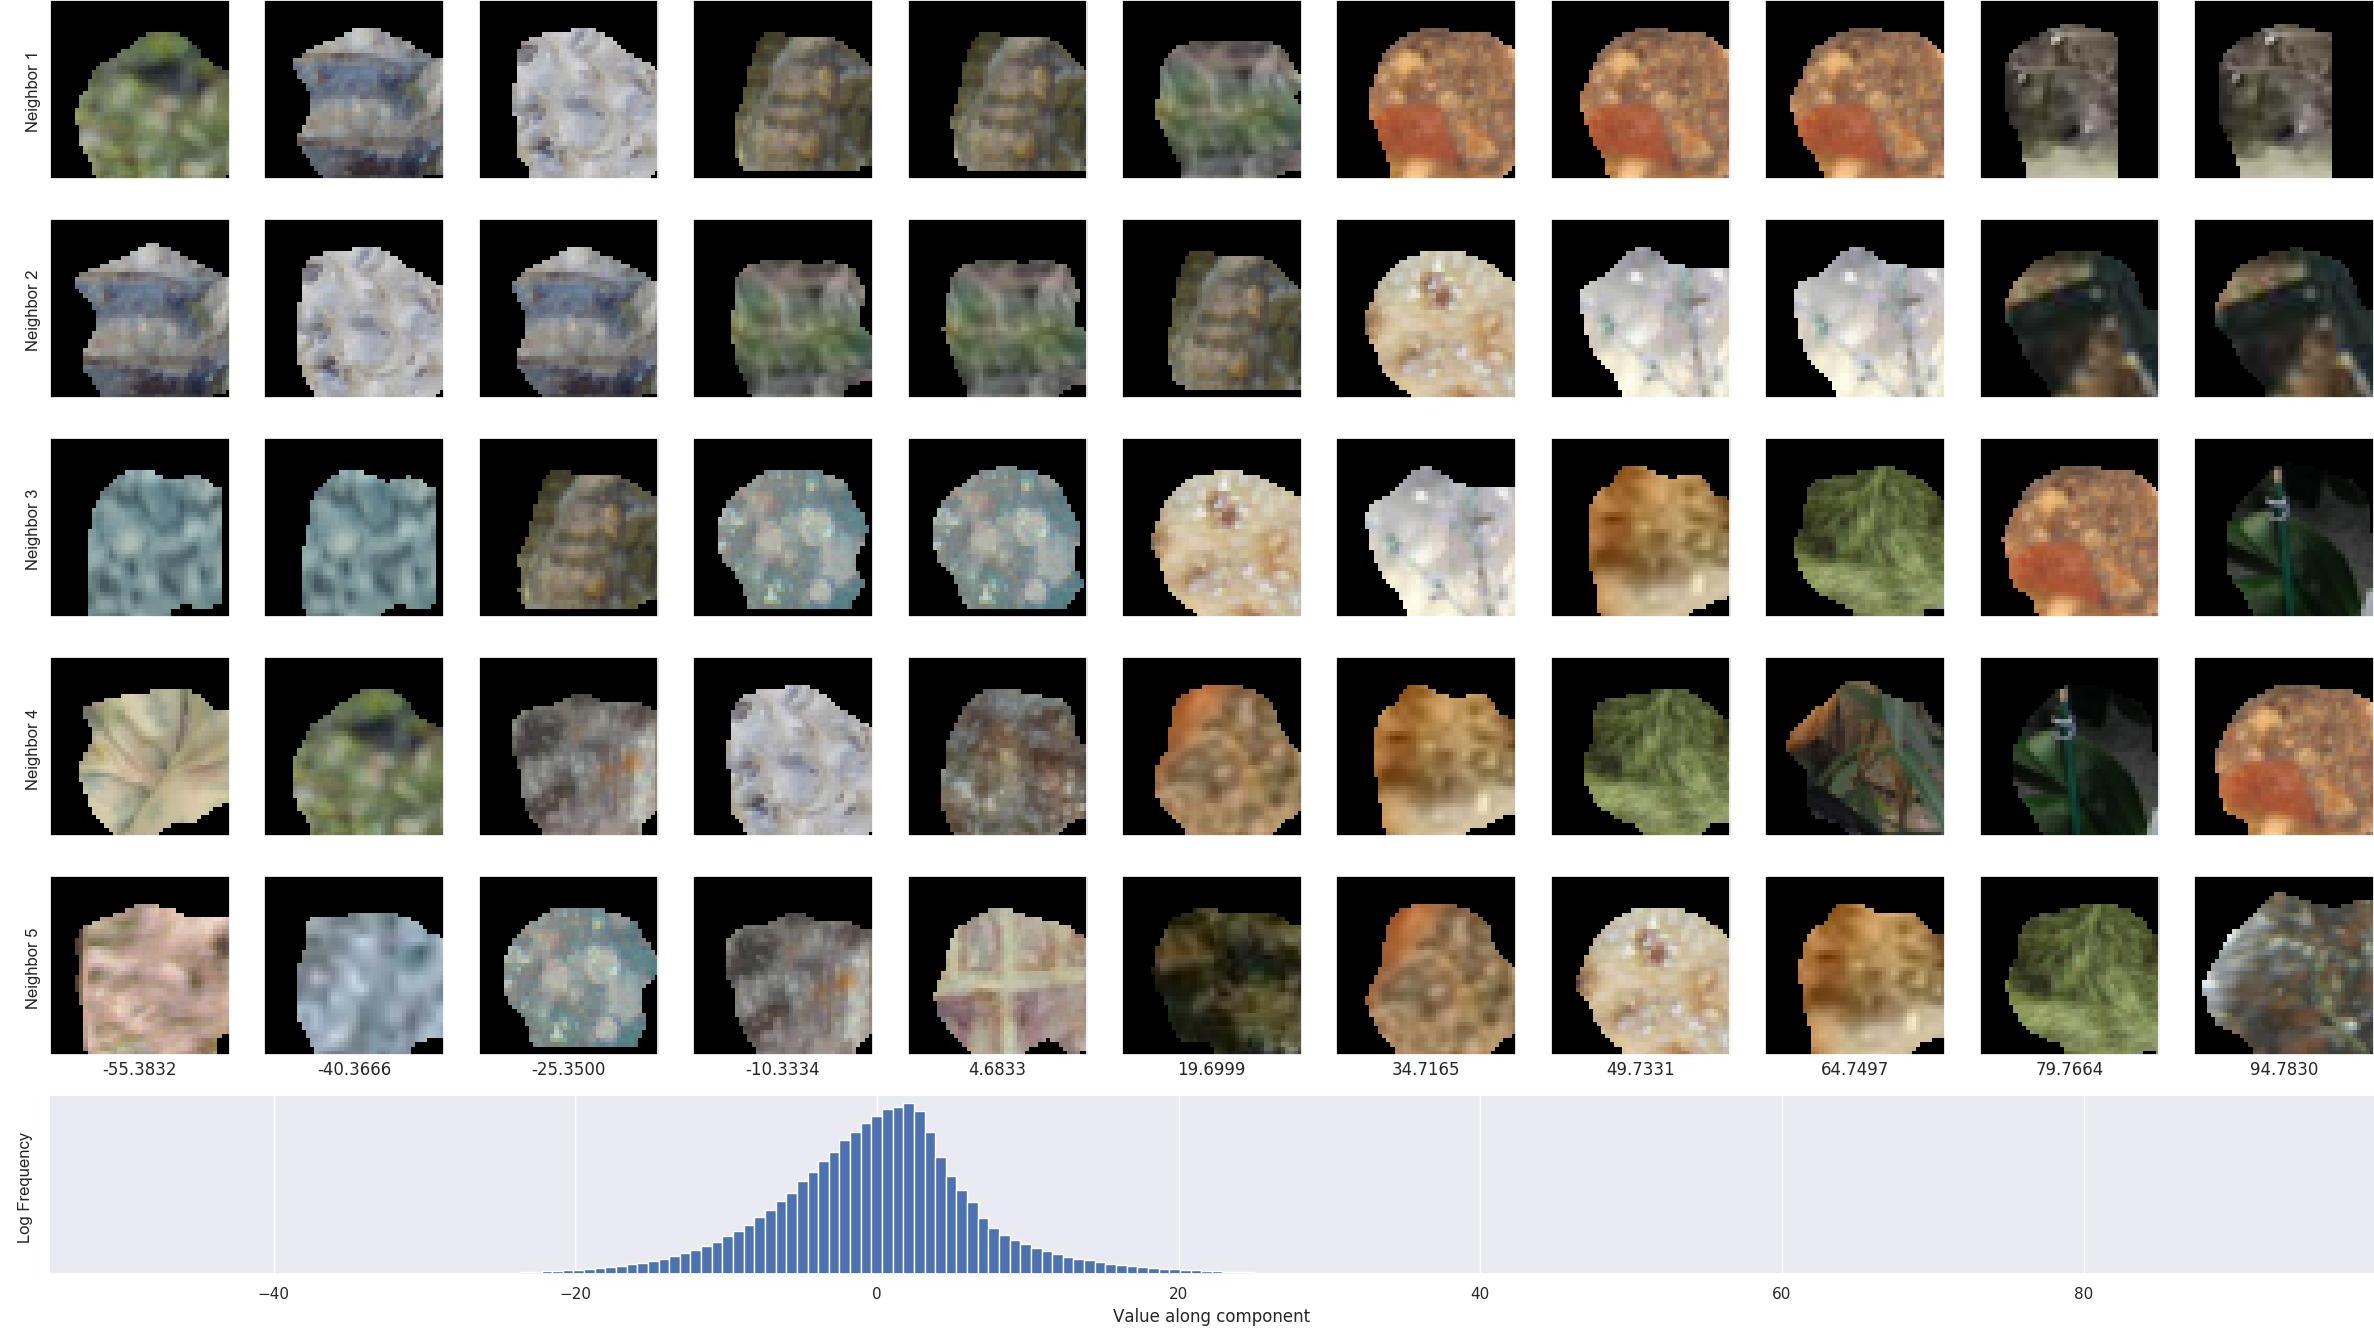 Neighbor 1
Neighbor 2
Neighbor 3
Neighbor 4
Neighbor 5
-55.3832 -40.3666 -25.3500 -10.3334 4.6833 19.6999 34.7165 49.7331 64.7497 79.7664 94.7830
Log Frequency
−40 −20 0 20 40 60 80
Value along component